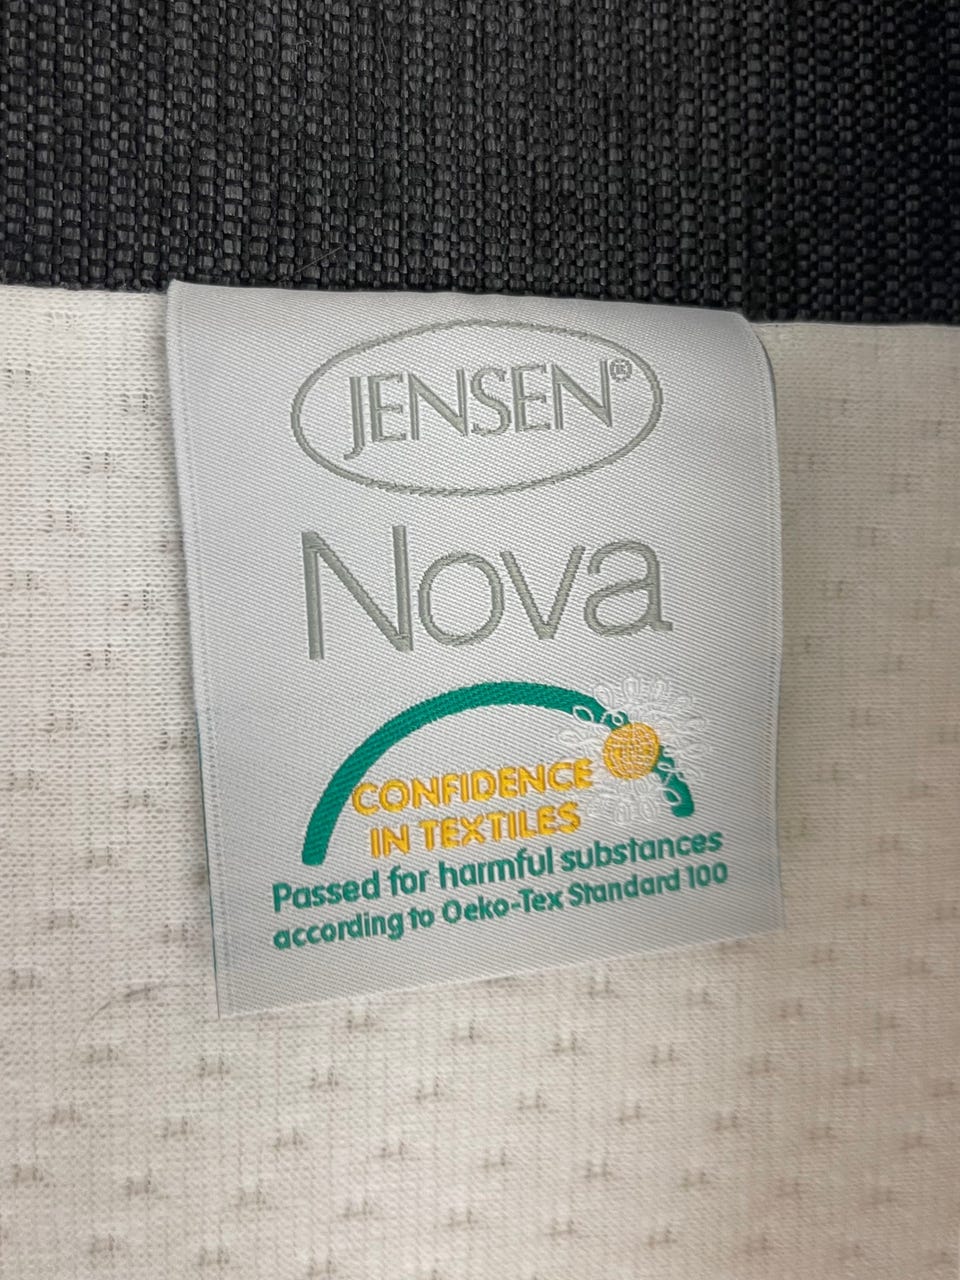 JENSEN®
Nova
CONFIDENCE
IN TEXTILES
Passed for harmful substances
according to Oeko-Tex Standard 100